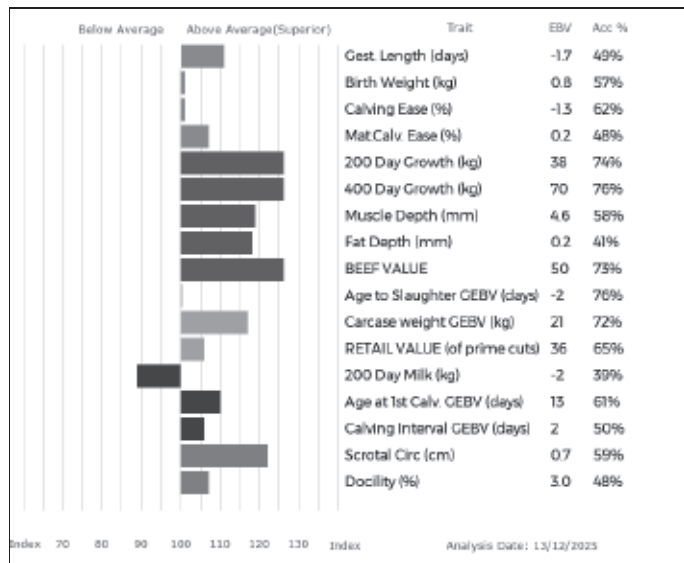 Below Average Above Average(Superior) Trait EBV Acc %
Gest. Length (days) -1.7 49%
Birth Weight (kg) 0.8 57%
Calving Ease (%) -1.3 62%
Mat.Calv. Ease (%) 0.2 48%
200 Day Growth (kg) 38 74%
400 Day Growth (kg) 70 76%
Muscle Depth (mm) 4.6 58%
Fat Depth (mm) 0.2 41%
BEEF VALUE 50 73%
Age to Slaughter GEBV (days) -2 76%
Carcase weight GEBV (kg) 21 72%
RETAIL VALUE (of prime cuts) 36 65%
200 Day Milk (kg) -2 39%
Age at 1st Calv. GEBV (days) 13 61%
Calving Interval GEBV (days) 2 50%
Scrotal Circ (cm) 0.7 59%
Docility (%) 3.0 48%
Index 70 80 90 100 110 120 130 Index Analysis Date: 13/12/2025